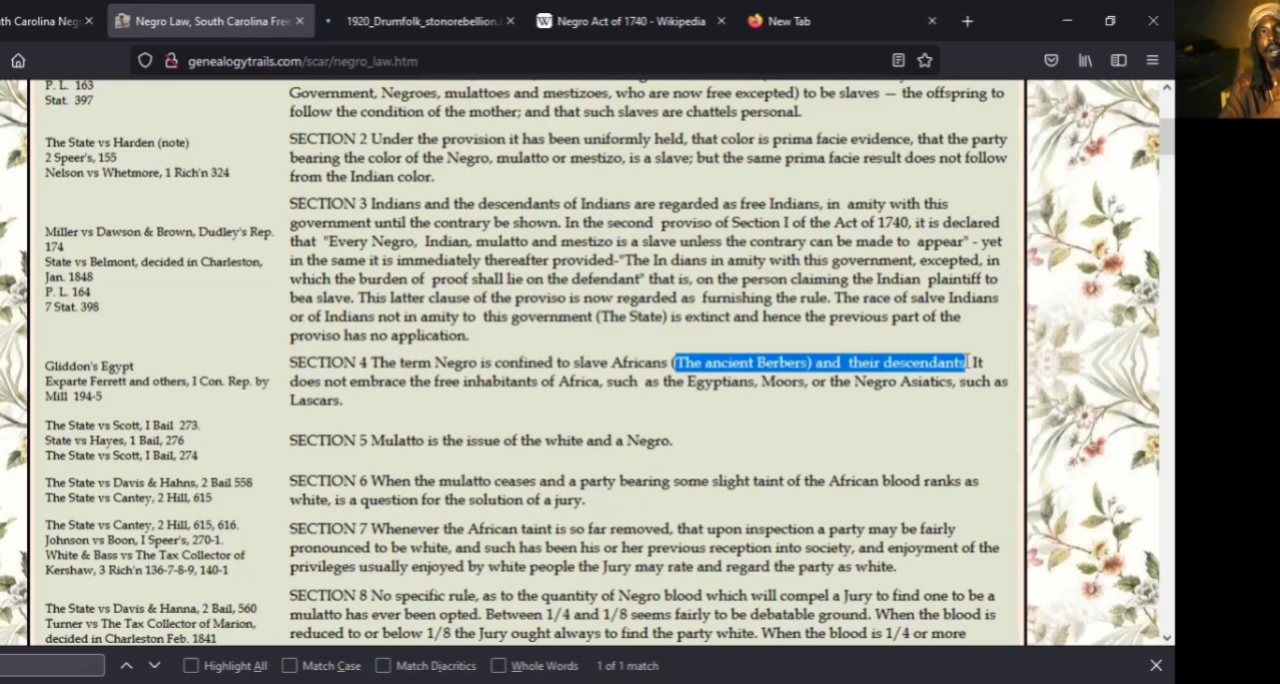 th Carolina Neg
Negro Law, South Carolina Free
1920_Drumfolk_stonorebellion.
Negro Act of 1740 - Wikipedia
New Tab
genealogytrails.com/scar/negro_law.htm
P. L. 163
Stat. 397
Government, Negroes, mulattoes and mestizoes, who are now free excepted) to be slaves — the offspring to
follow the condition of the mother; and that such slaves are chattels personal.
The State vs Harden (note)
2 Speer's, 155
Nelson vs Whetmore, 1 Rich'n 324
SECTION 2 Under the provision it has been uniformly held, that color is prima facie evidence, that the party
bearing the color of the Negro, mulatto or mestizo, is a slave; but the same prima facie result does not follow
from the Indian color.
Miller vs Dawson & Brown, Dudley's Rep.
174
State vs Belmont, decided in Charleston,
Jan. 1848
P. L. 164
7 Stat. 398
SECTION 3 Indians and the descendants of Indians are regarded as free Indians, in amity with this
government until the contrary be shown. In the second proviso of Section I of the Act of 1740, it is declared
that "Every Negro, Indian, mulatto and mestizo is a slave unless the contrary can be made to appear" - yet
in the same it is immediately thereafter provided-"The In dians in amity with this government, excepted, in
which the burden of proof shall lie on the defendant" that is, on the person claiming the Indian plaintiff to
bea slave. This latter clause of the proviso is now regarded as furnishing the rule. The race of salve Indians
or of Indians not in amity to this government (The State) is extinct and hence the previous part of the
proviso has no application.
Gliddon's Egypt
Exparte Ferrett and others, I Con. Rep. by
Mill 194-5
SECTION 4 The term Negro is confined to slave Africans (The ancient Berbers) and their descendants. It
does not embrace the free inhabitants of Africa, such as the Egyptians, Moors, or the Negro Asiatics, such as
Lascars.
The State vs Scott, I Bail 273.
State vs Hayes, 1 Bail, 276
The State vs Scott, I Bail, 274
SECTION 5 Mulatto is the issue of the white and a Negro.
The State vs Davis & Hahns, 2 Bail 558
The State vs Cantey, 2 Hill, 615
SECTION 6 When the mulatto ceases and a party bearing some slight taint of the African blood ranks as
white, is a question for the solution of a jury.
The State vs Cantey, 2 Hill, 615, 616.
Johnson vs Boon, I Speer's, 270-1.
White & Bass vs The Tax Collector of
Kershaw, 3 Rich'n 136-7-8-9, 140-1
SECTION 7 Whenever the African taint is so far removed, that upon inspection a party may be fairly
pronounced to be white, and such has been his or her previous reception into society, and enjoyment of the
privileges usually enjoyed by white people the Jury may rate and regard the party as white.
The State vs Davis & Hanna, 2 Bail, 560
Turner vs The Tax Collector of Marion,
decided in Charleston Feb. 1841
SECTION 8 No specific rule, as to the quantity of Negro blood which will compel a Jury to find one to be a
mulatto has ever been opted. Between 1/4 and 1/8 seems fairly to be debatable ground. When the blood is
reduced to or below 1/8 the Jury ought always to find the party white. When the blood is 1/4 or more
Highlight All
Match Case
Match Diacritics
Whole Words
1 of 1 match